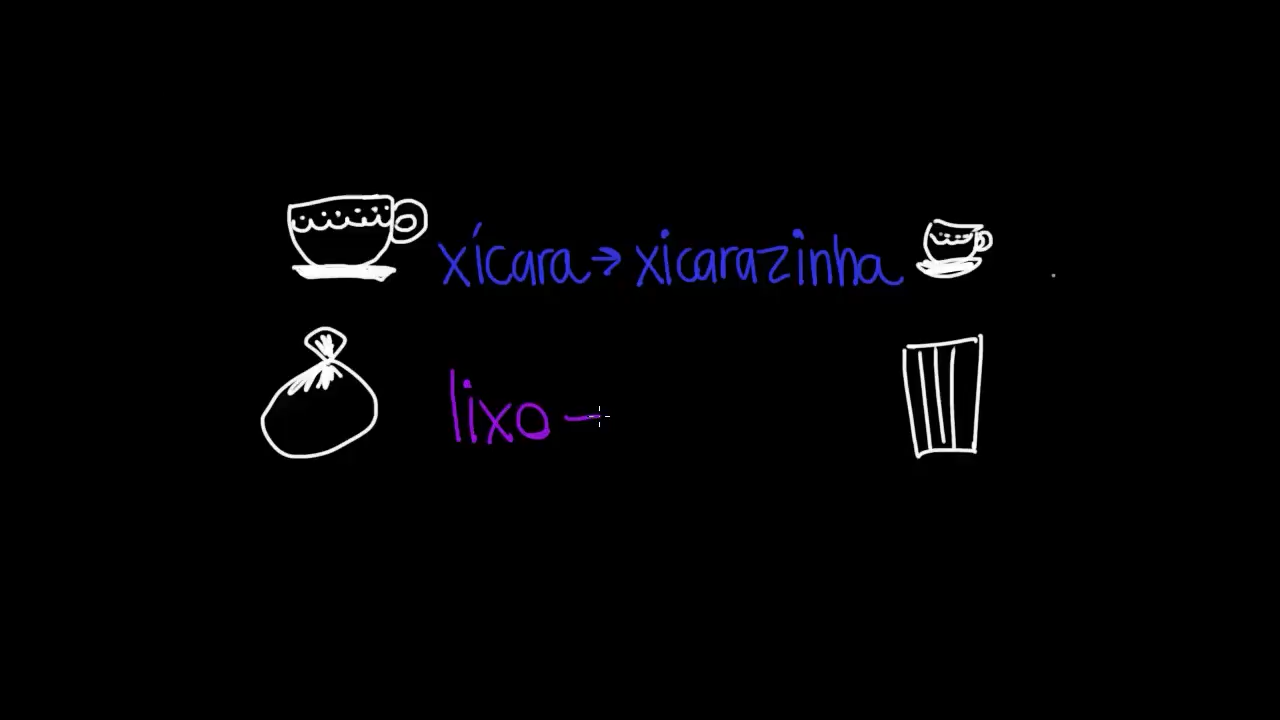 xícara → xicarazinha
lixo –